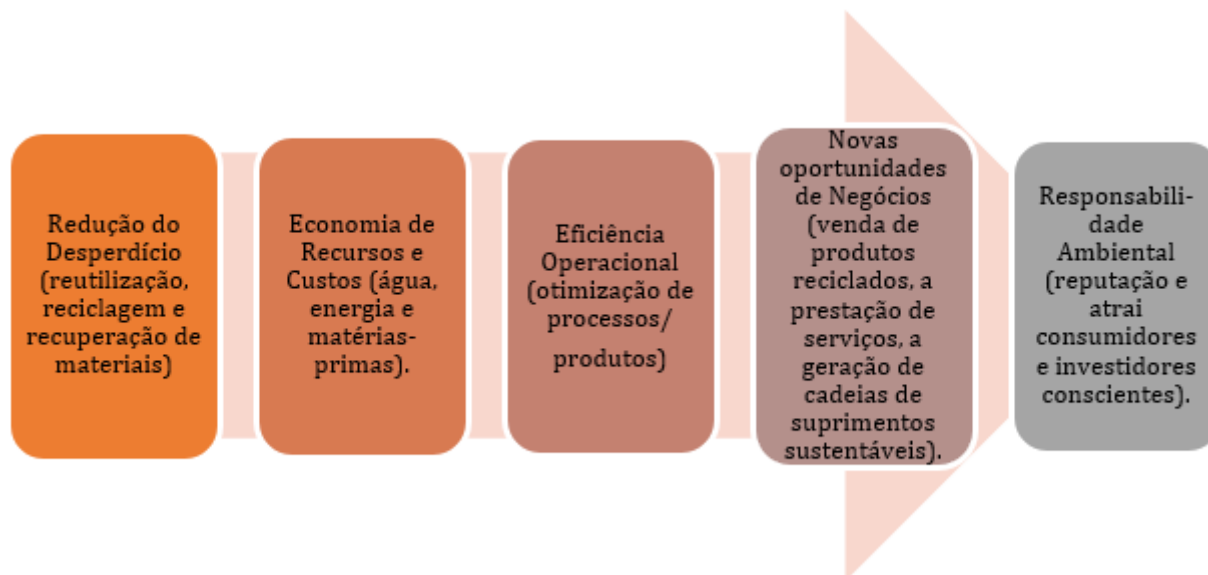 Redução do
Desperdício
(reutilização,
reciclagem e
recuperação de
materiais)
Economia de
Recursos e
Custos (água,
energia e
matérias-
primas).
Eficiência
Operacional
(otimização de
processos/
produtos)
Novas
oportunidades
de Negócios
(venda de
produtos
reciclados, a
prestação de
serviços, a
geração de
cadeias de
suprimentos
sustentáveis).
Responsabili-
dade
Ambiental
(reputação e
atrai
consumidores
e investidores
conscientes).